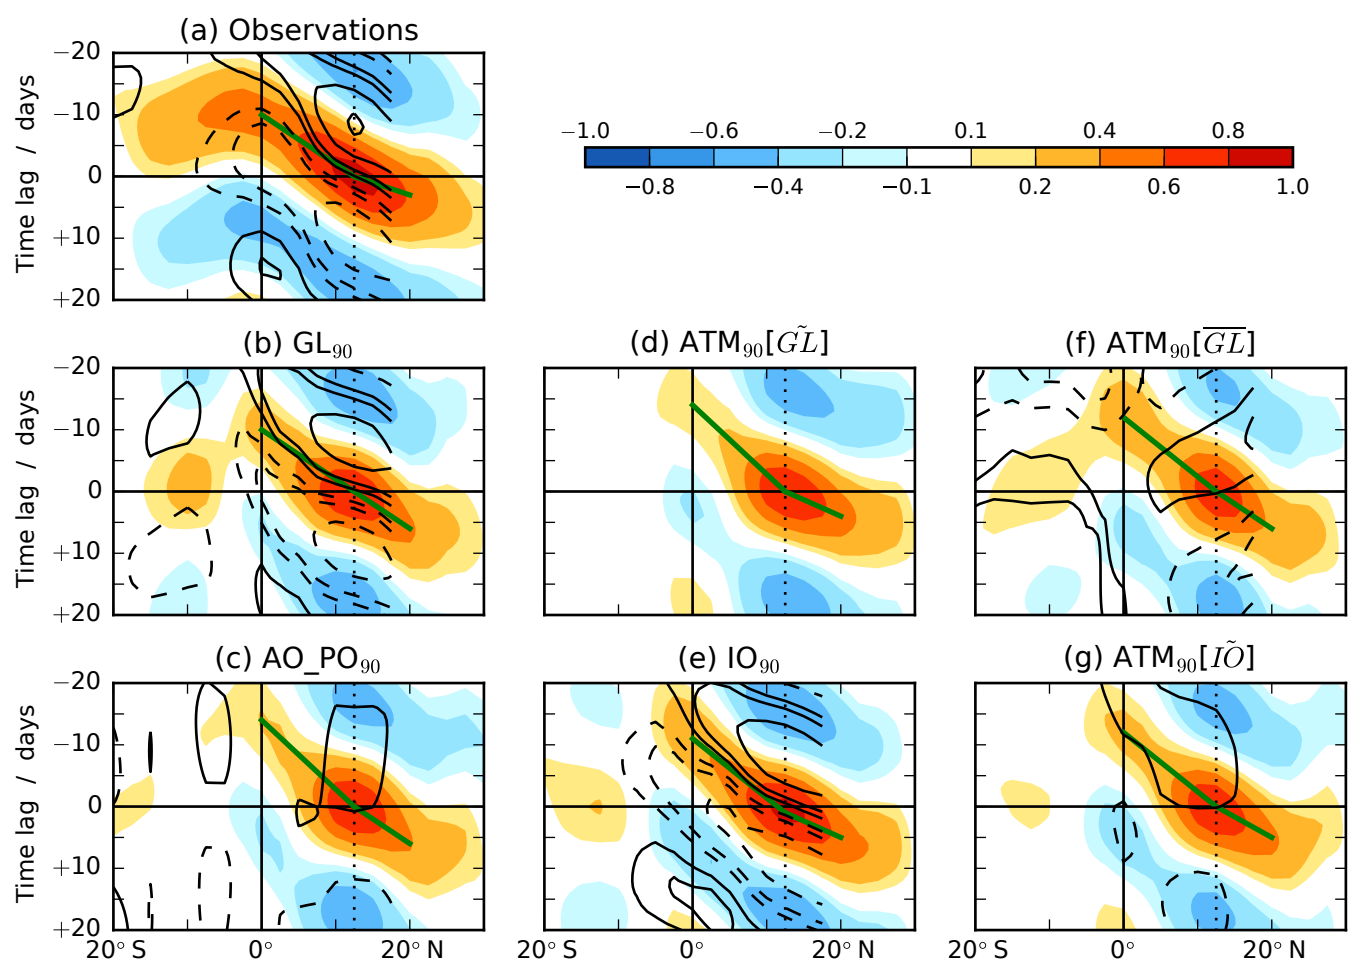 (a) Observations
−20
−10
0
+10
+20
Time lag / days
−1.0 −0.6 −0.2 0.1 0.4 0.8
−0.8 −0.4 −0.1 0.2 0.6 1.0
(b) GL₉₀
(d) ATM₉₀[G̃L]
(f) ATM₉₀[G̅L̅]
−20
−10
0
+10
+20
Time lag / days
(c) AO_PO₉₀
(e) IO₉₀
(g) ATM₉₀[IÕ]
−20
−10
0
+10
+20
Time lag / days
20° S 0° 20° N
20° S 0° 20° N
20° S 0° 20° N